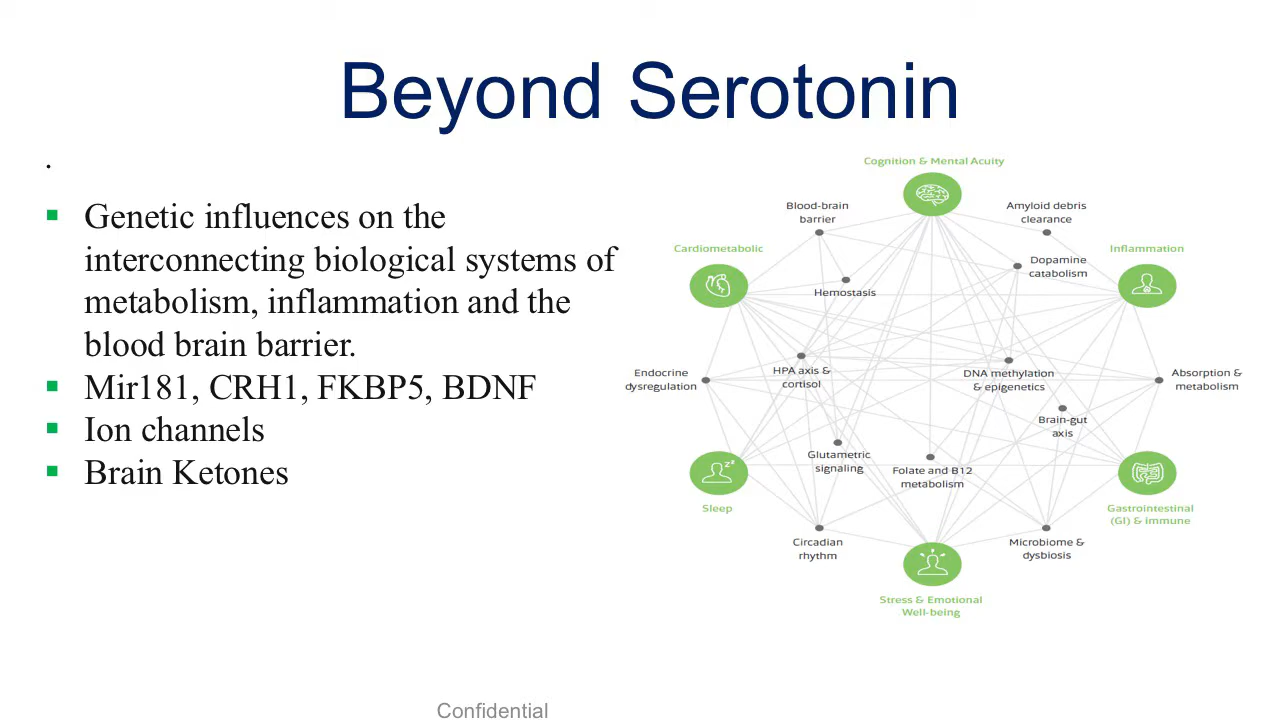 Beyond Serotonin
.
▪ Genetic influences on the
interconnecting biological systems of
metabolism, inflammation and the
blood brain barrier.
▪ Mir181, CRH1, FKBP5, BDNF
▪ Ion channels
▪ Brain Ketones
Cognition & Mental Acuity
Blood-brain
barrier
Amyloid debris
clearance
Cardiometabolic
Inflammation
Dopamine
catabolism
Hemostasis
Endocrine
dysregulation
HPA axis &
cortisol
DNA methylation
& epigenetics
Absorption &
metabolism
Brain-gut
axis
Glutametric
signaling
Folate and B12
metabolism
zz
Sleep
Gastrointestinal
(GI) & immune
Circadian
rhythm
Microbiome &
dysbiosis
Stress & Emotional
Well-being
Confidential